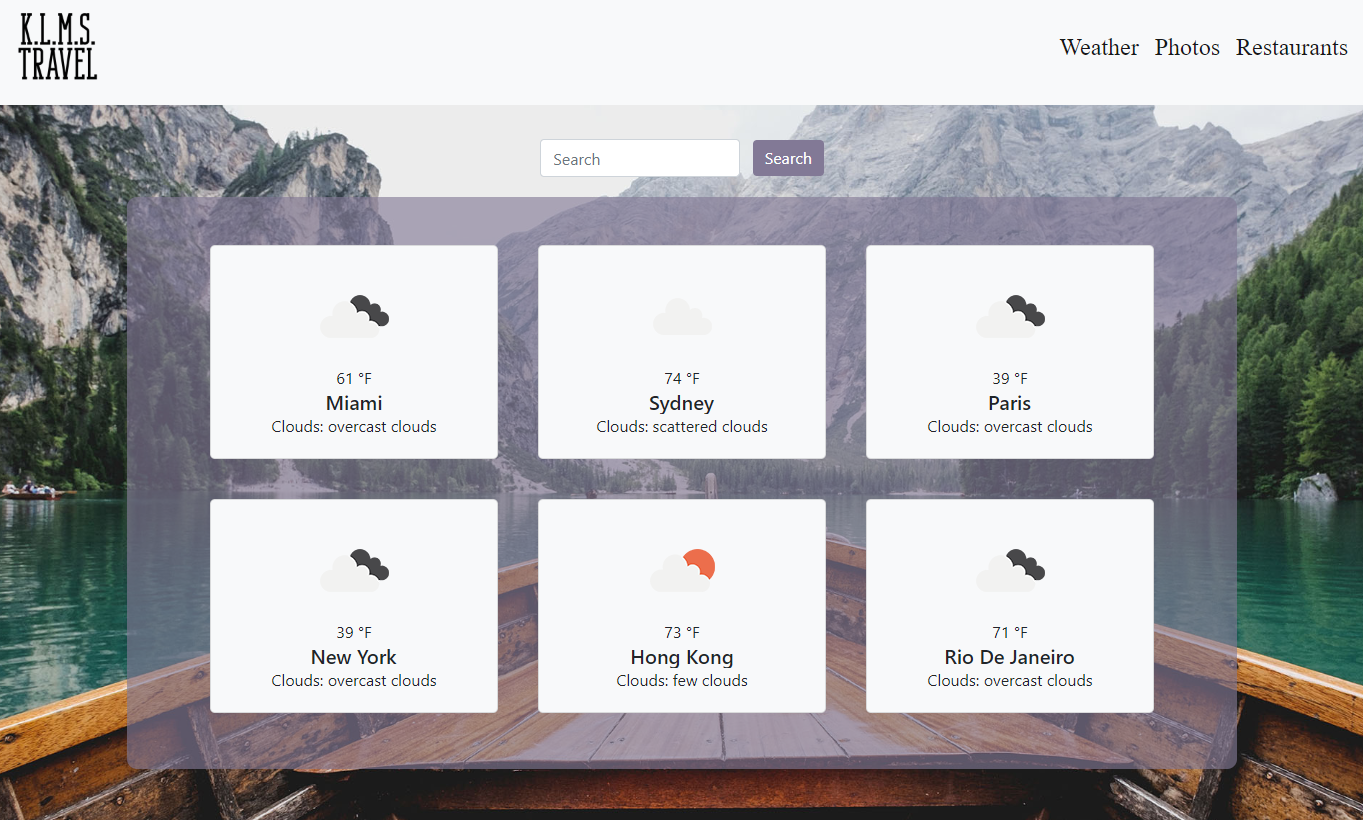 K.L.M.S.
TRAVEL
Weather Photos Restaurants
Search Search
61 °F
Miami
Clouds: overcast clouds
74 °F
Sydney
Clouds: scattered clouds
39 °F
Paris
Clouds: overcast clouds
39 °F
New York
Clouds: overcast clouds
73 °F
Hong Kong
Clouds: few clouds
71 °F
Rio De Janeiro
Clouds: overcast clouds